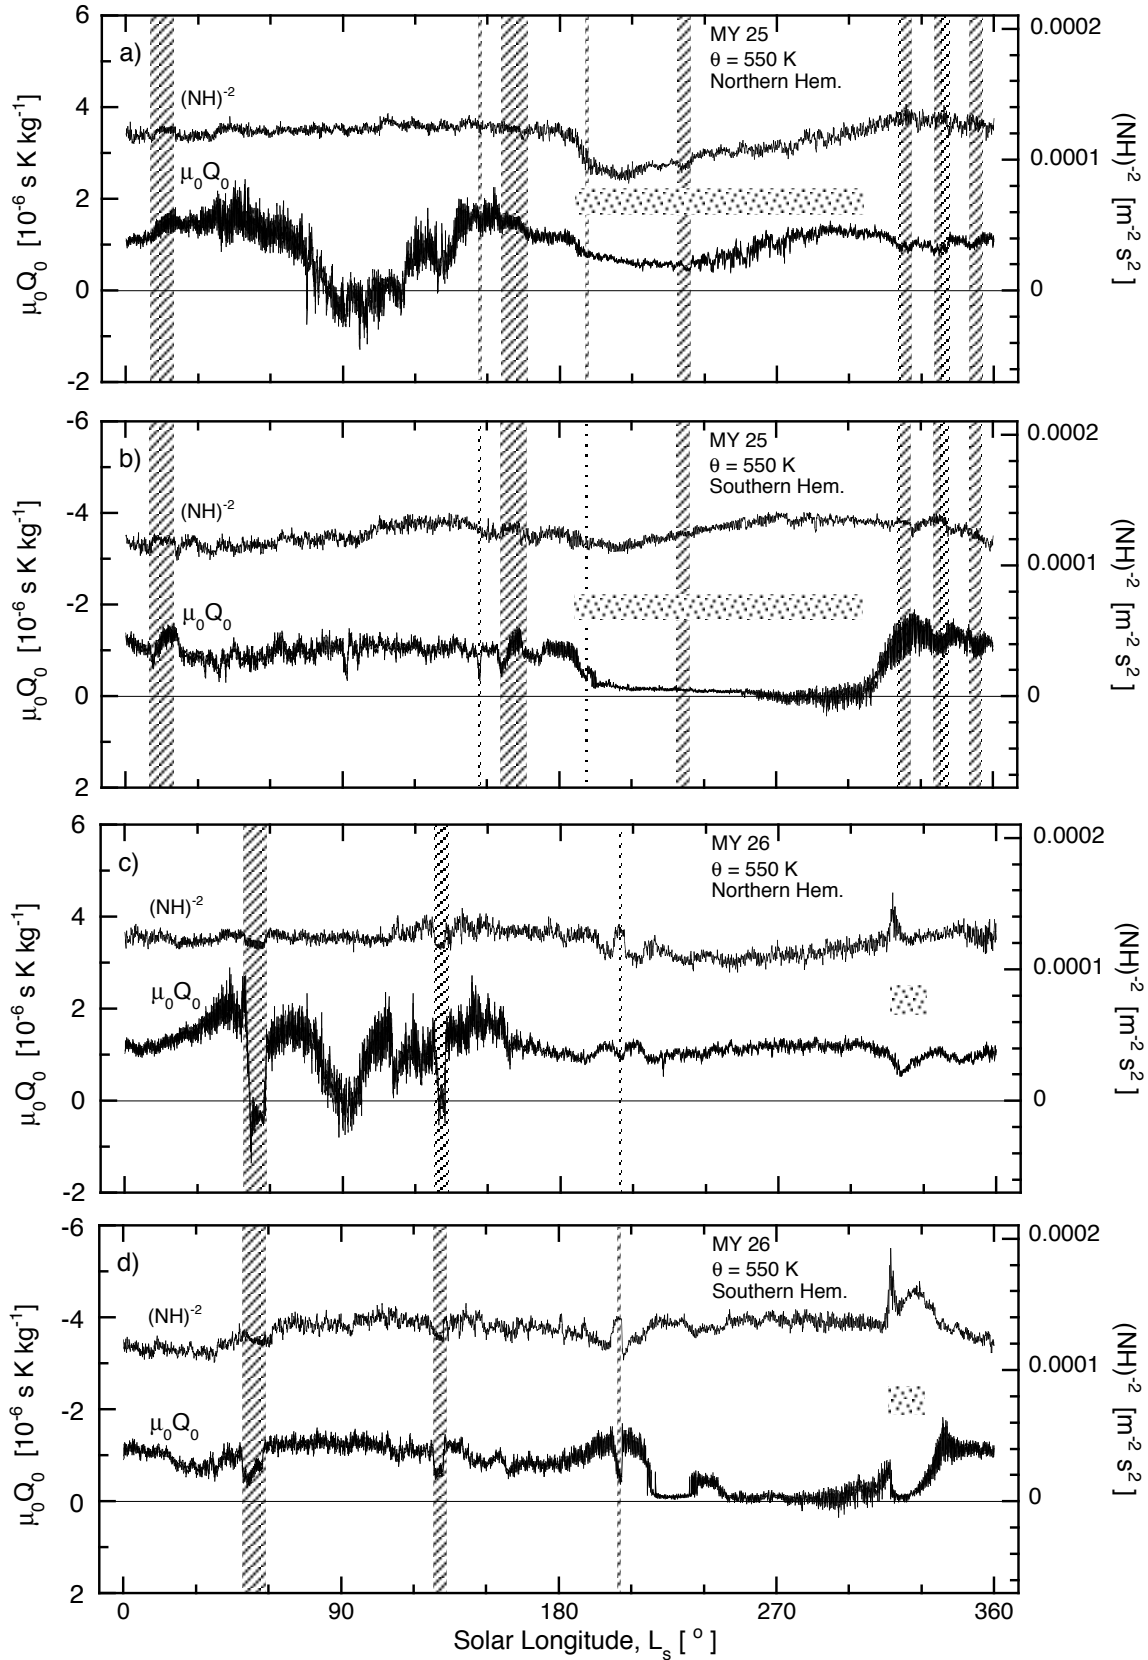 a)
MY 25
θ = 550 K
Northern Hem.
(NH)⁻²
μ₀Q₀
6
4
2
0
-2
μ₀Q₀ [10⁻⁶ s K kg⁻¹]
0.0002
0.0001
0
(NH)⁻² [m⁻² s²]
b)
MY 25
θ = 550 K
Southern Hem.
(NH)⁻²
μ₀Q₀
-6
-4
-2
0
2
μ₀Q₀ [10⁻⁶ s K kg⁻¹]
0.0002
0.0001
0
(NH)⁻² [m⁻² s²]
c)
MY 26
θ = 550 K
Northern Hem.
(NH)⁻²
μ₀Q₀
6
4
2
0
-2
μ₀Q₀ [10⁻⁶ s K kg⁻¹]
0.0002
0.0001
0
(NH)⁻² [m⁻² s²]
d)
MY 26
θ = 550 K
Southern Hem.
(NH)⁻²
μ₀Q₀
-6
-4
-2
0
2
μ₀Q₀ [10⁻⁶ s K kg⁻¹]
0.0002
0.0001
0
(NH)⁻² [m⁻² s²]
0 90 180 270 360
Solar Longitude, Lₛ [ ° ]